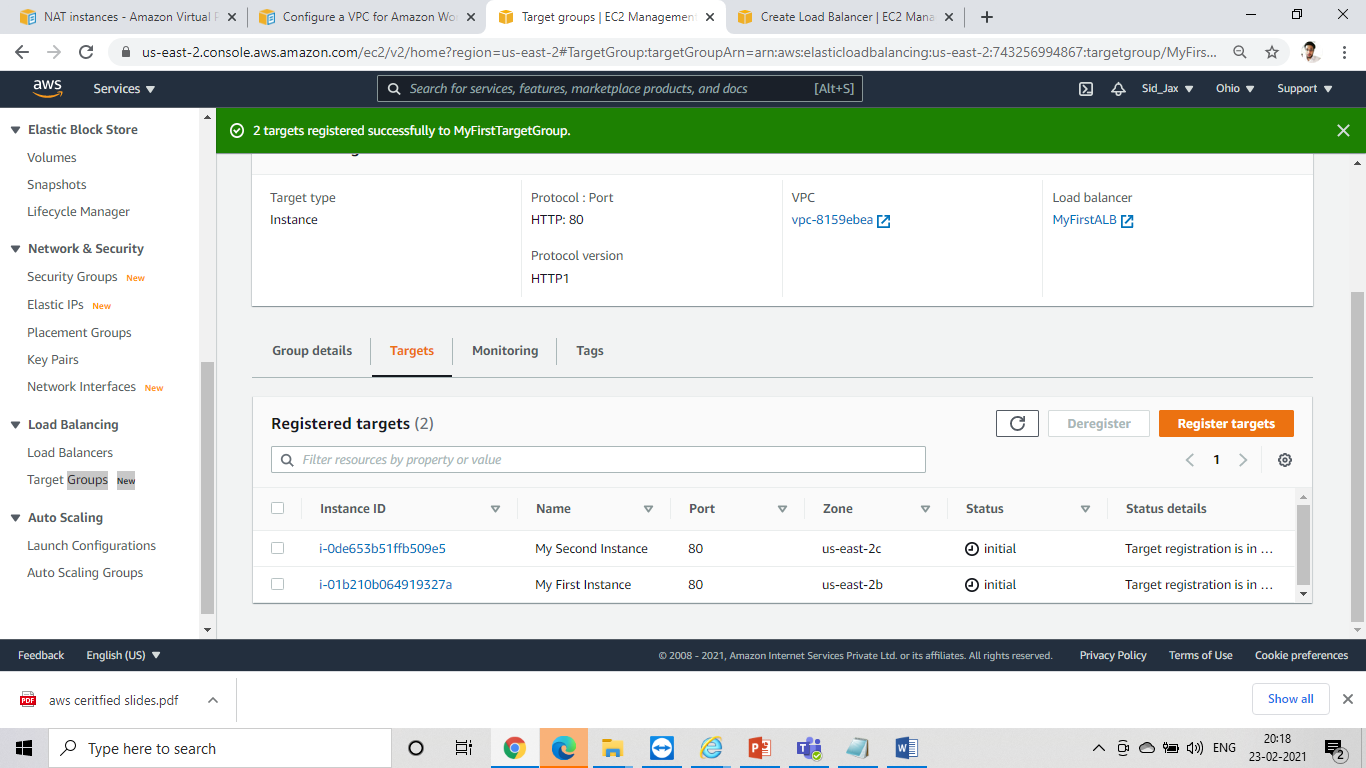 NAT instances - Amazon Virtual P
Configure a VPC for Amazon Wo
Target groups | EC2 Management
Create Load Balancer | EC2 Mana
us-east-2.console.aws.amazon.com/ec2/v2/home?region=us-east-2#TargetGroup:targetGroupArn=arn:aws:elasticloadbalancing:us-east-2:743256994867:targetgroup/MyFirs...
aws Services Search for services, features, marketplace products, and docs [Alt+S] Sid_Jax Ohio Support
2 targets registered successfully to MyFirstTargetGroup.
Elastic Block Store
Volumes
Snapshots
Lifecycle Manager
Network & Security
Security Groups New
Elastic IPs New
Placement Groups
Key Pairs
Network Interfaces New
Load Balancing
Load Balancers
Target Groups New
Auto Scaling
Launch Configurations
Auto Scaling Groups
Target type
Instance
Protocol : Port
HTTP: 80
Protocol version
HTTP1
VPC
vpc-8159ebea
Load balancer
MyFirstALB
Group details Targets Monitoring Tags
Registered targets (2) Deregister Register targets
Filter resources by property or value 1
Instance ID Name Port Zone Status Status details
i-0de653b51ffb509e5 My Second Instance 80 us-east-2c initial Target registration is in ...
i-01b210b064919327a My First Instance 80 us-east-2b initial Target registration is in ...
Feedback English (US) © 2008 - 2021, Amazon Internet Services Private Ltd. or its affiliates. All rights reserved. Privacy Policy Terms of Use Cookie preferences
PDF aws ceritfied slides.pdf Show all
Type here to search ENG 20:18
23-02-2021 2